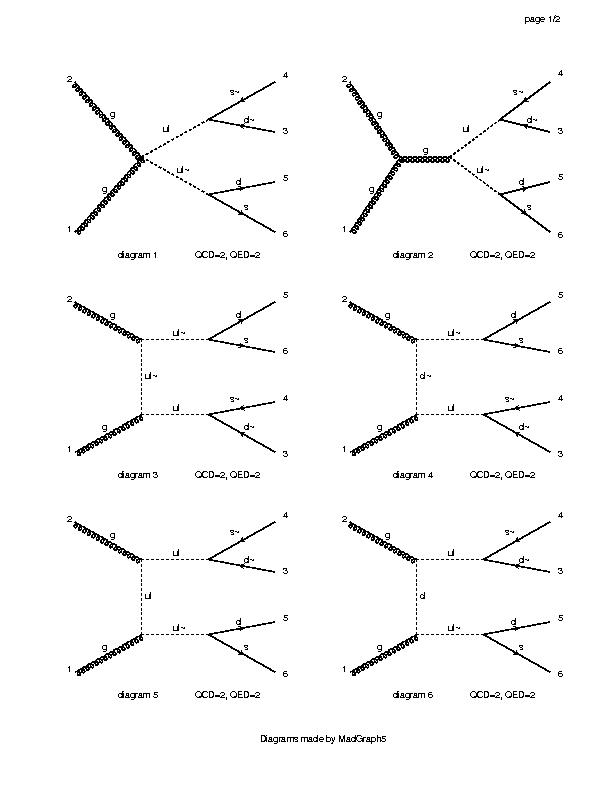 page 1/2
2 g ul s~ 4
d~ 3
g ul~ d 5
1 s 6
diagram 1 QCD=2, QED=2
2 g ul s~ 4
g d~ 3
g ul~ d 5
1 s 6
diagram 2 QCD=2, QED=2
2 g ul~ d 5
s 6
ul~
1 g ul s~ 4
d~ 3
diagram 3 QCD=2, QED=2
2 g ul~ d 5
s 6
d~
1 g ul s~ 4
d~ 3
diagram 4 QCD=2, QED=2
2 g ul s~ 4
d~ 3
ul
1 g ul~ d 5
s 6
diagram 5 QCD=2, QED=2
2 g ul s~ 4
d~ 3
d
1 g ul~ d 5
s 6
diagram 6 QCD=2, QED=2
Diagrams made by MadGraph5